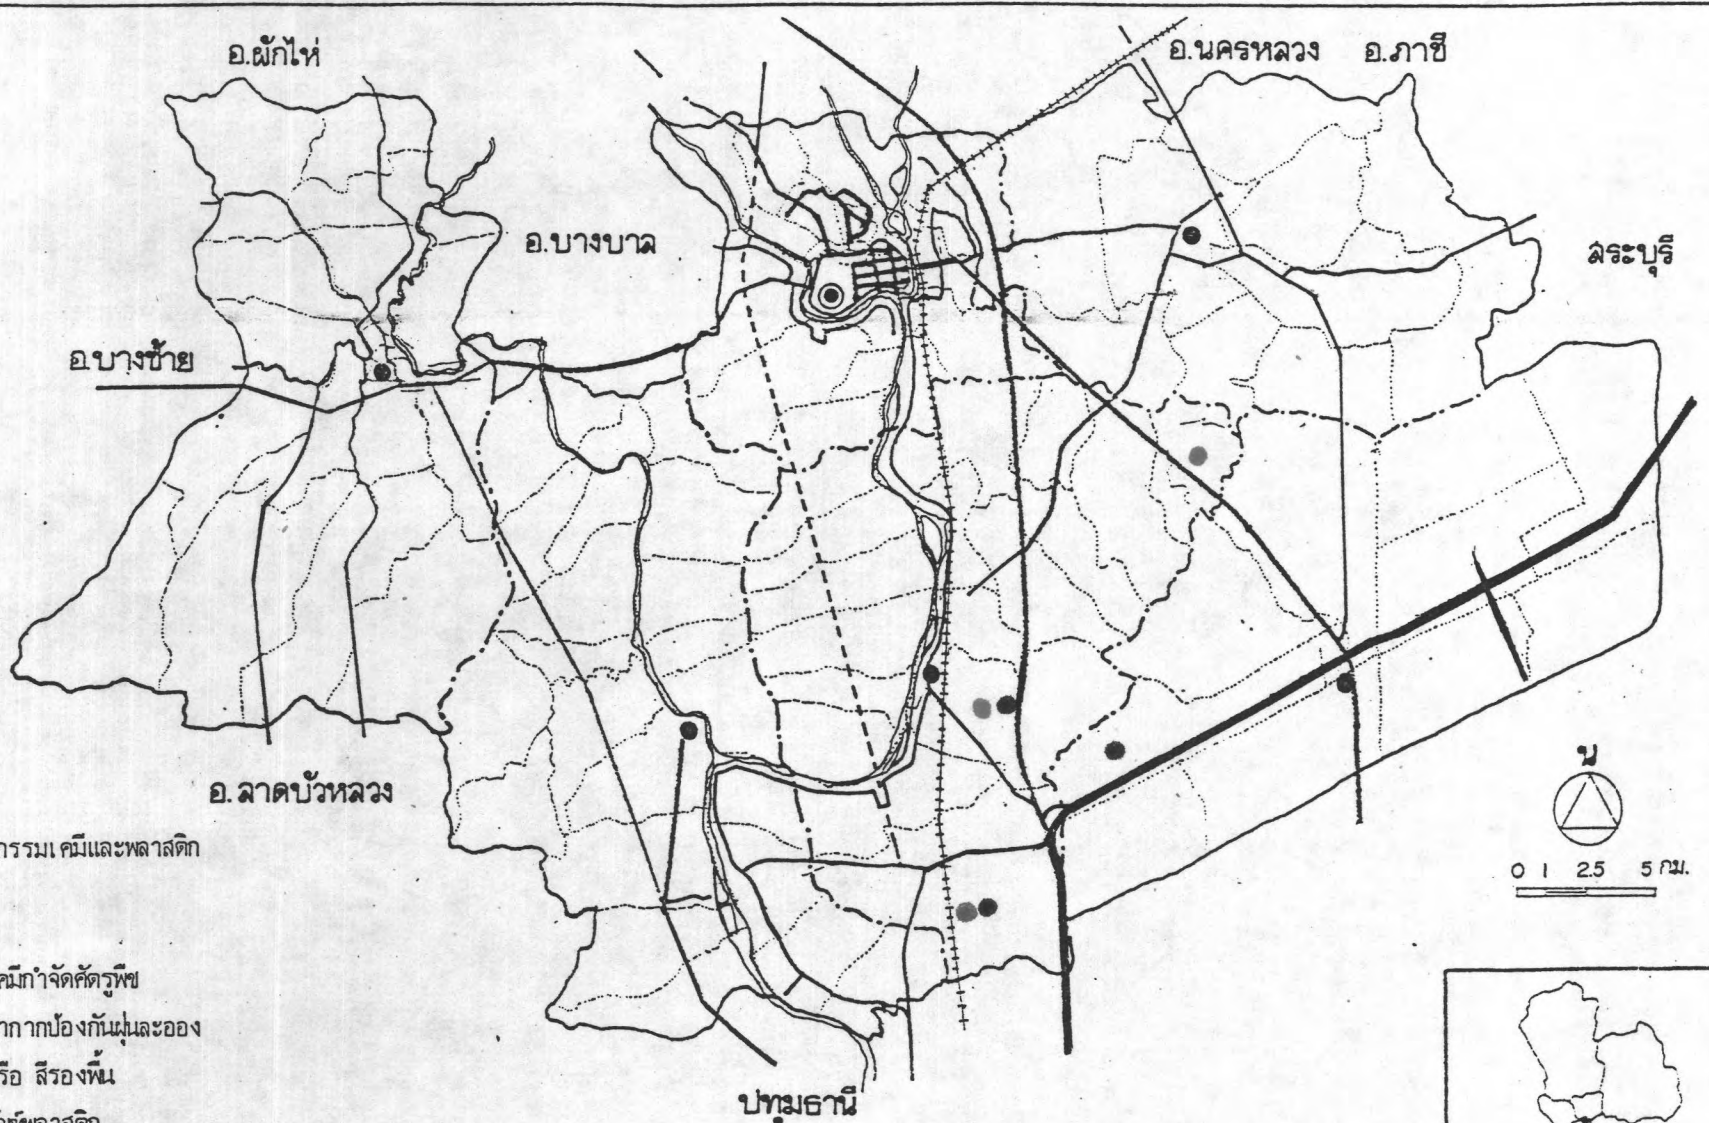 อ.ผักไห่
อ.นครหลวง อ.ภาชี
อ.บางบาล
สระบุรี
อ.บางซ้าย
อ.ลาดบัวหลวง
น
กรรมเคมีและพลาสติก
0 1 2.5 5 กม.
คมีกำจัดศัตรูพืช
ากากป้องกันฝุ่นละออง
รือ สีรองพื้น
ปทุมธานี